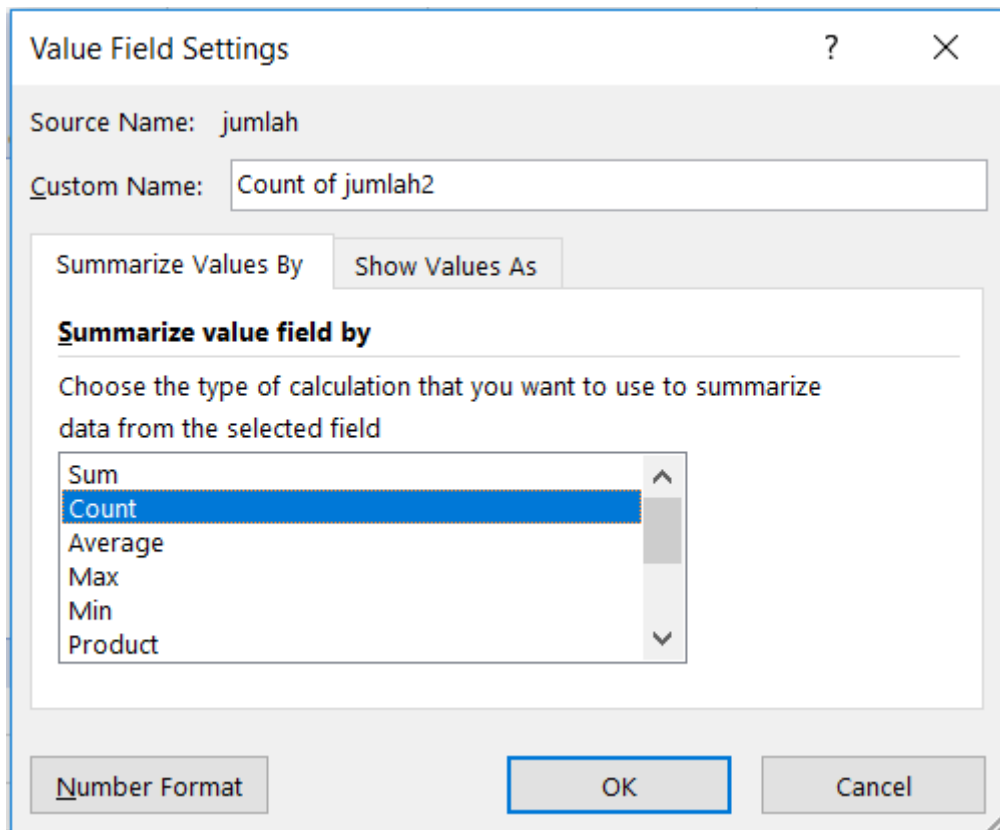 Value Field Settings ?
Source Name: jumlah
Custom Name: Count of jumlah2
Summarize Values By Show Values As
Summarize value field by
Choose the type of calculation that you want to use to summarize
data from the selected field
Sum
Count
Average
Max
Min
Product
Number Format OK Cancel